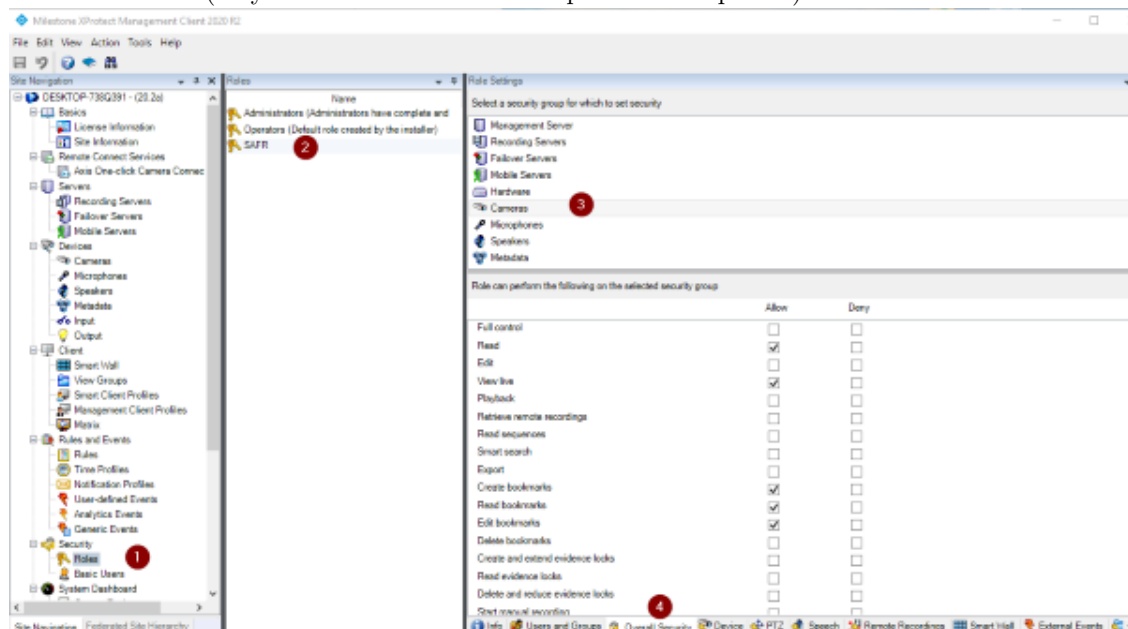 Milestone XProtect Management Client 2020 R2
File Edit View Action Tools Help
Site Navigation
DESKTOP-738Q391 - (20.2a)
Basics
License Information
Site Information
Remote Connect Services
Axis One-click Camera Connec
Servers
Recording Servers
Failover Servers
Mobile Servers
Devices
Cameras
Microphones
Speakers
Metadata
Input
Output
Client
Smart Wall
View Groups
Smart Client Profiles
Management Client Profiles
Matrix
Rules and Events
Rules
Time Profiles
Notification Profiles
User-defined Events
Analytics Events
Generic Events
Security
Roles
1
Basic Users
System Dashboard
Site Navigation Federated Site Hierarchy
Roles
Name
Administrators (Administrators have complete and
Operators (Default role created by the installer)
SAFR
2
Role Settings
Select a security group for which to set security
Management Server
Recording Servers
Failover Servers
Mobile Servers
Hardware
Cameras
3
Microphones
Speakers
Metadata
Role can perform the following on the selected security group
Allow Deny
Full control
Read
Edit
View live
Playback
Retrieve remote recordings
Read sequences
Smart search
Export
Create bookmarks
Read bookmarks
Edit bookmarks
Delete bookmarks
Create and extend evidence locks
Read evidence locks
Delete and reduce evidence locks
Start manual recording
4
Info Users and Groups Overall Security Device PTZ Speech Remote Recordings Smart Wall External Events